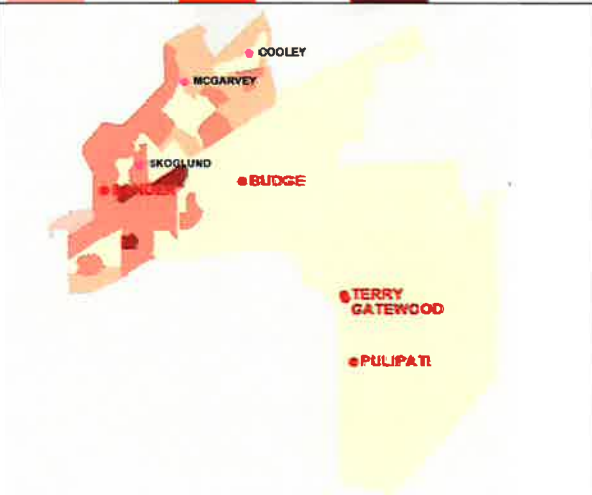 COOLEY
MCGARVEY
SKOGLUND
BUDGE
TERRY
GATEWOOD
PULIPATI